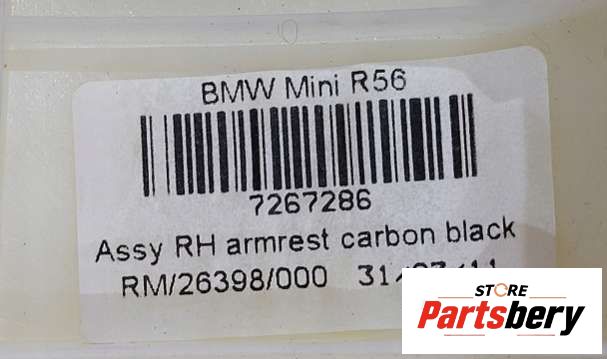 BMW Mini R56
7267286
Assy RH armrest carbon black
RM/26398/000
STORE
Partsbery